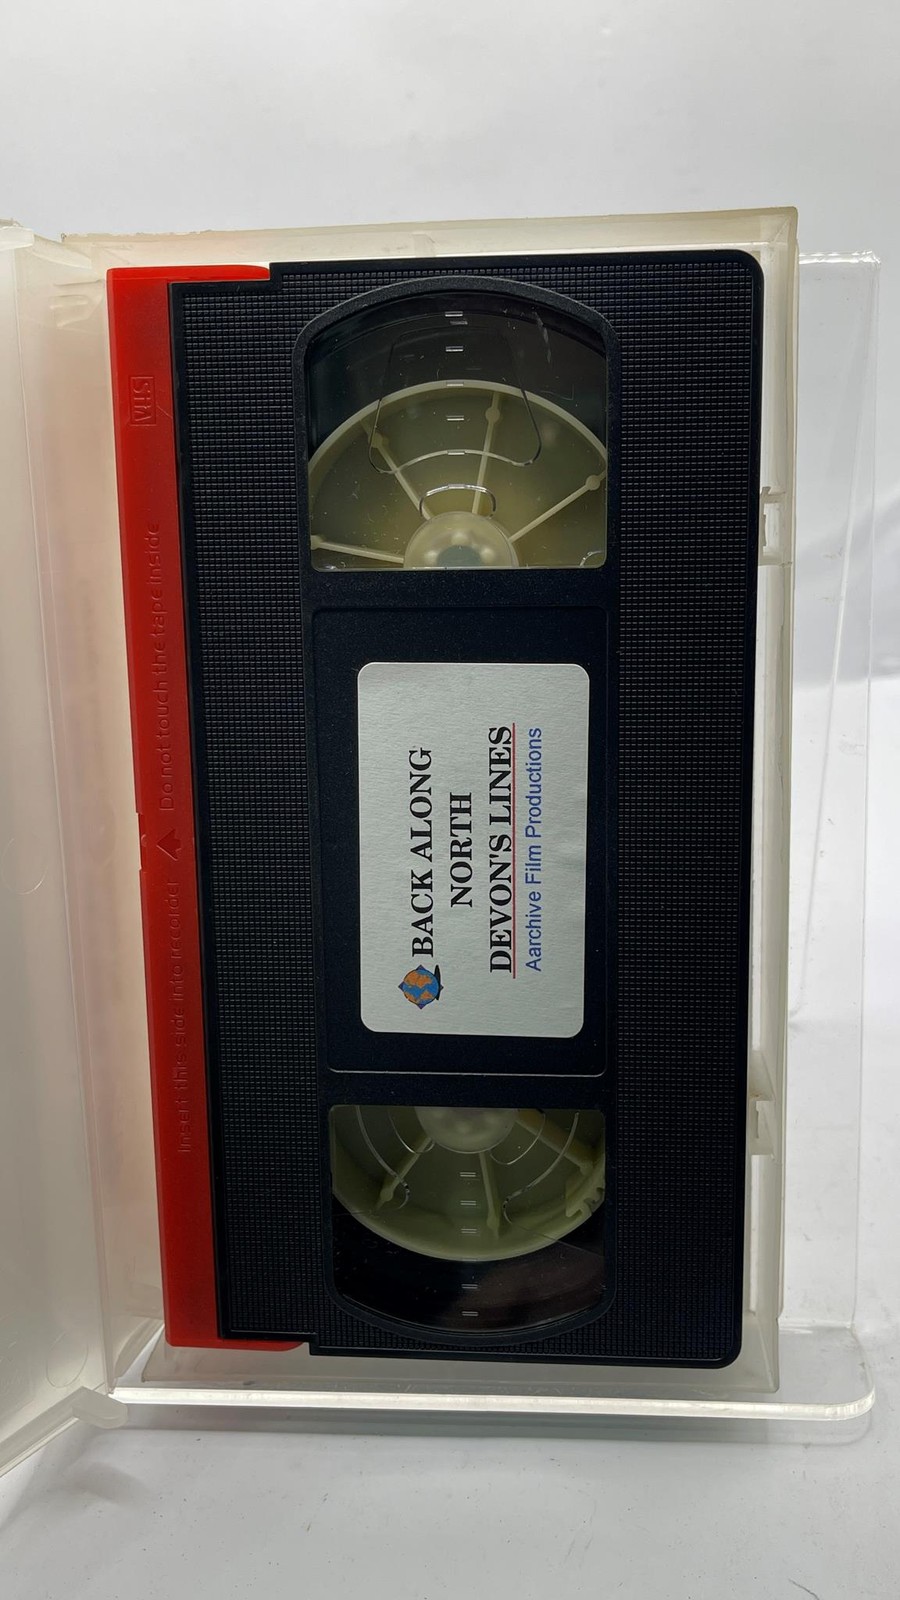 VHS
Do not touch the tape inside
Insert this side into recorder
BACK ALONG
NORTH
DEVON'S LINES
Aarchive Film Productions